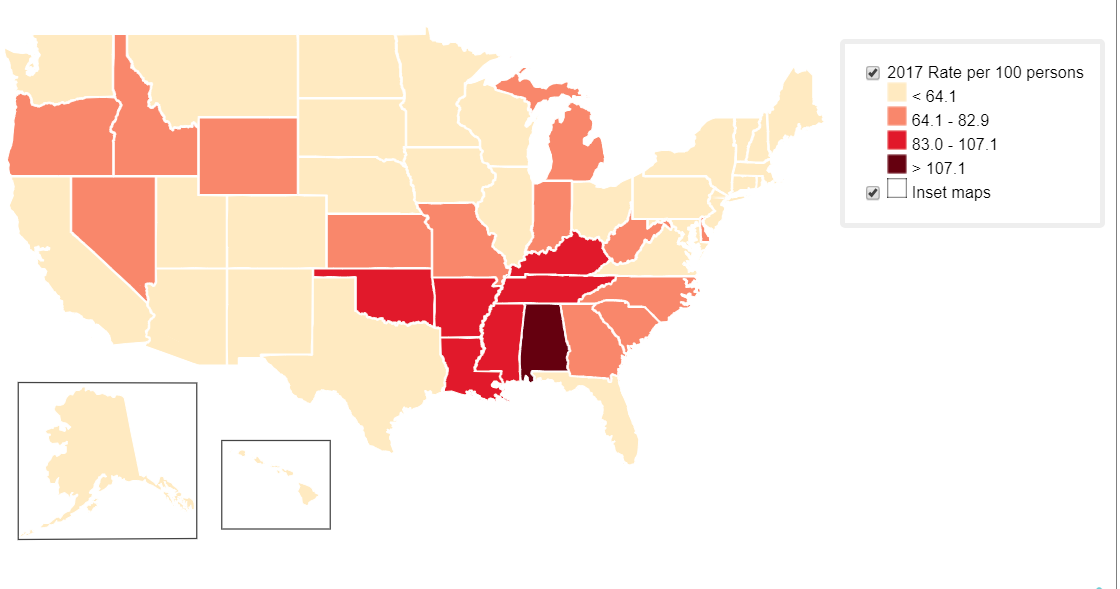 2017 Rate per 100 persons
< 64.1
64.1 - 82.9
83.0 - 107.1
> 107.1
Inset maps